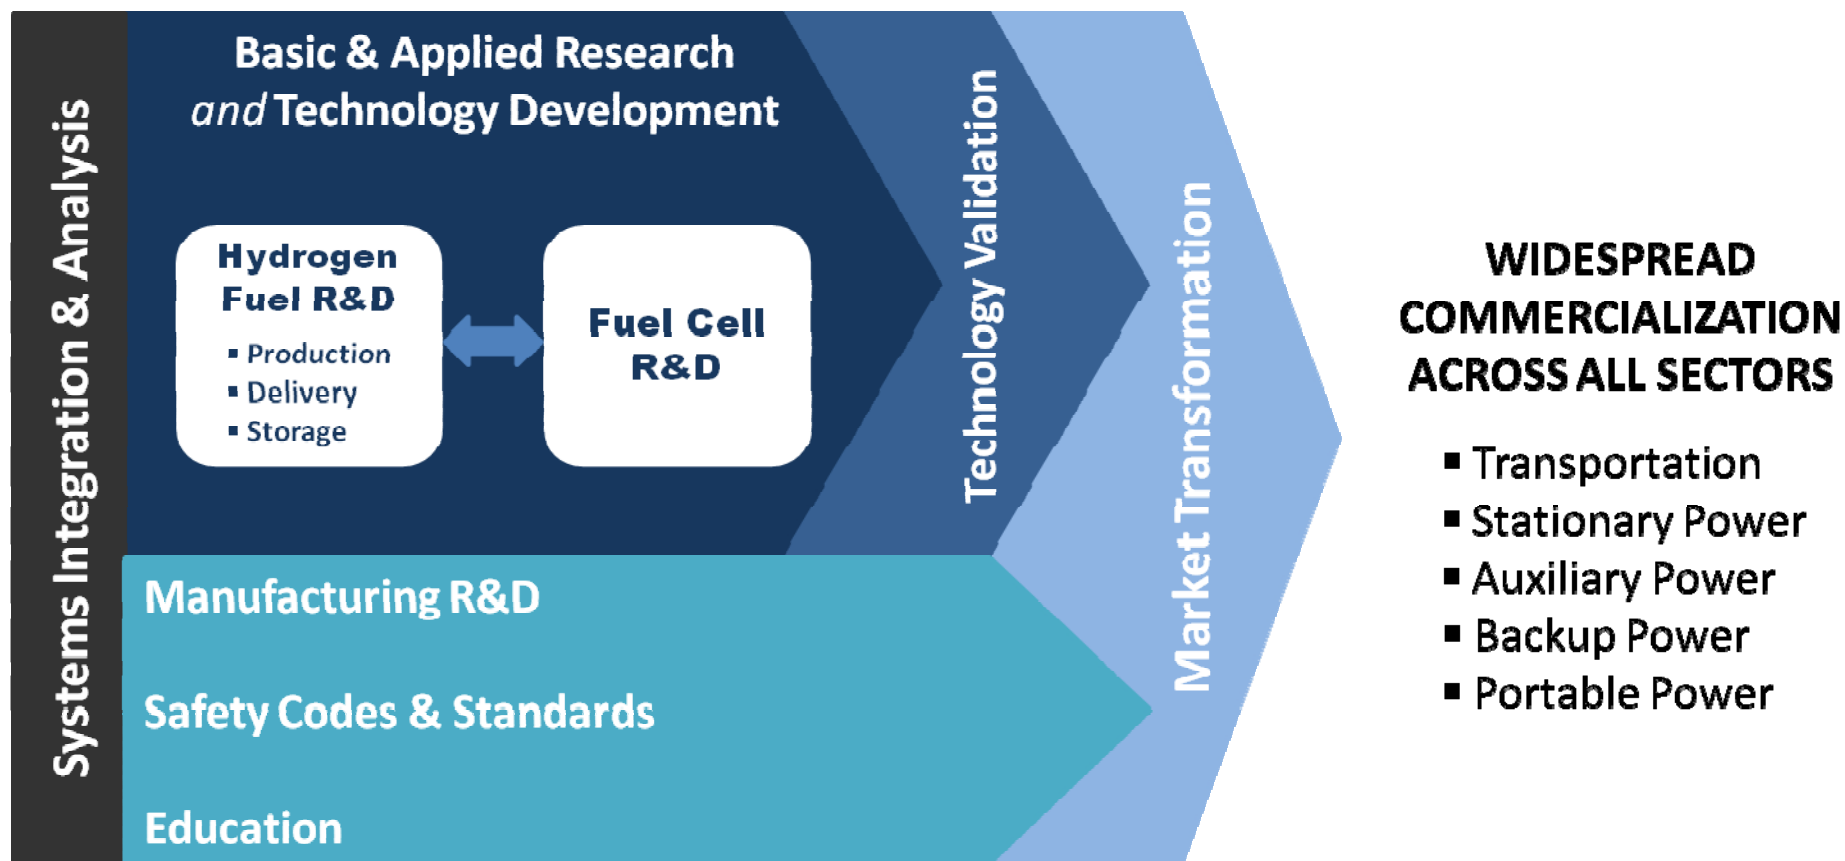 Systems Integration & Analysis
Basic & Applied Research
and Technology Development
Hydrogen
Fuel R&D
▪ Production
▪ Delivery
▪ Storage
Fuel Cell
R&D
Technology Validation
Market Transformation
Manufacturing R&D
Safety Codes & Standards
Education
WIDESPREAD
COMMERCIALIZATION
ACROSS ALL SECTORS
▪ Transportation
▪ Stationary Power
▪ Auxiliary Power
▪ Backup Power
▪ Portable Power